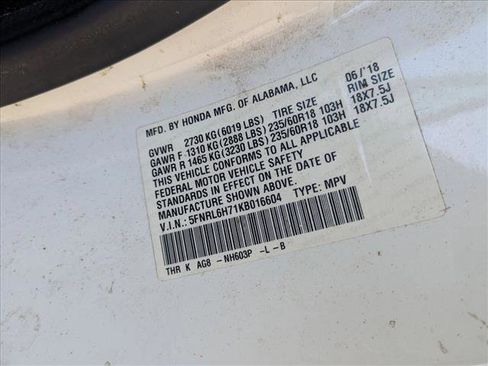 MFD. BY HONDA MFG. OF ALABAMA, LLC 06/'18
GVWR 2730 KG(6019 LBS) TIRE SIZE RIM SIZE
GAWR F 1310 KG(2888 LBS) 235/60R18 103H 18X7.5J
GAWR R 1465 KG(3230 LBS) 235/60R18 103H 18X7.5J
THIS VEHICLE CONFORMS TO ALL APPLICABLE
FEDERAL MOTOR VEHICLE SAFETY
STANDARDS IN EFFECT ON THE DATE OF
MANUFACTURE SHOWN ABOVE.
V.I.N.: 5FNRL6H71KB016604 TYPE: MPV
THR K AG8 -NH603P -L -B